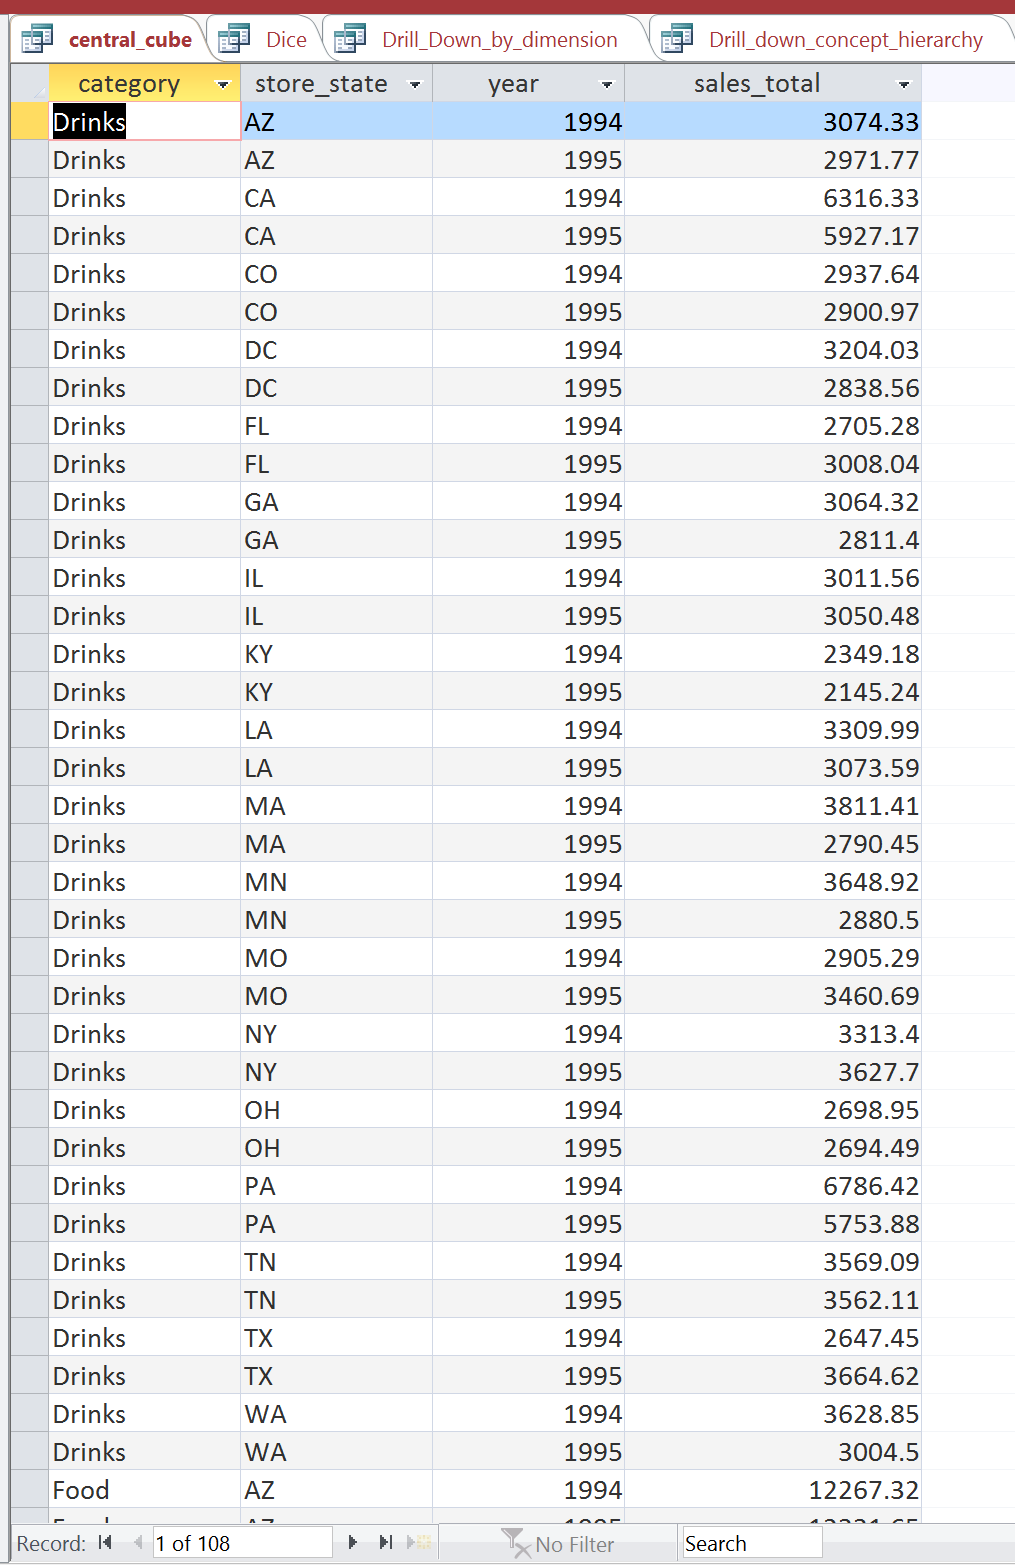 central_cube Dice Drill_Down_by_dimension Drill_down_concept_hierarchy
category store_state year sales_total
Drinks AZ 1994 3074.33
Drinks AZ 1995 2971.77
Drinks CA 1994 6316.33
Drinks CA 1995 5927.17
Drinks CO 1994 2937.64
Drinks CO 1995 2900.97
Drinks DC 1994 3204.03
Drinks DC 1995 2838.56
Drinks FL 1994 2705.28
Drinks FL 1995 3008.04
Drinks GA 1994 3064.32
Drinks GA 1995 2811.4
Drinks IL 1994 3011.56
Drinks IL 1995 3050.48
Drinks KY 1994 2349.18
Drinks KY 1995 2145.24
Drinks LA 1994 3309.99
Drinks LA 1995 3073.59
Drinks MA 1994 3811.41
Drinks MA 1995 2790.45
Drinks MN 1994 3648.92
Drinks MN 1995 2880.5
Drinks MO 1994 2905.29
Drinks MO 1995 3460.69
Drinks NY 1994 3313.4
Drinks NY 1995 3627.7
Drinks OH 1994 2698.95
Drinks OH 1995 2694.49
Drinks PA 1994 6786.42
Drinks PA 1995 5753.88
Drinks TN 1994 3569.09
Drinks TN 1995 3562.11
Drinks TX 1994 2647.45
Drinks TX 1995 3664.62
Drinks WA 1994 3628.85
Drinks WA 1995 3004.5
Food AZ 1994 12267.32
Record: 1 of 108 No Filter Search